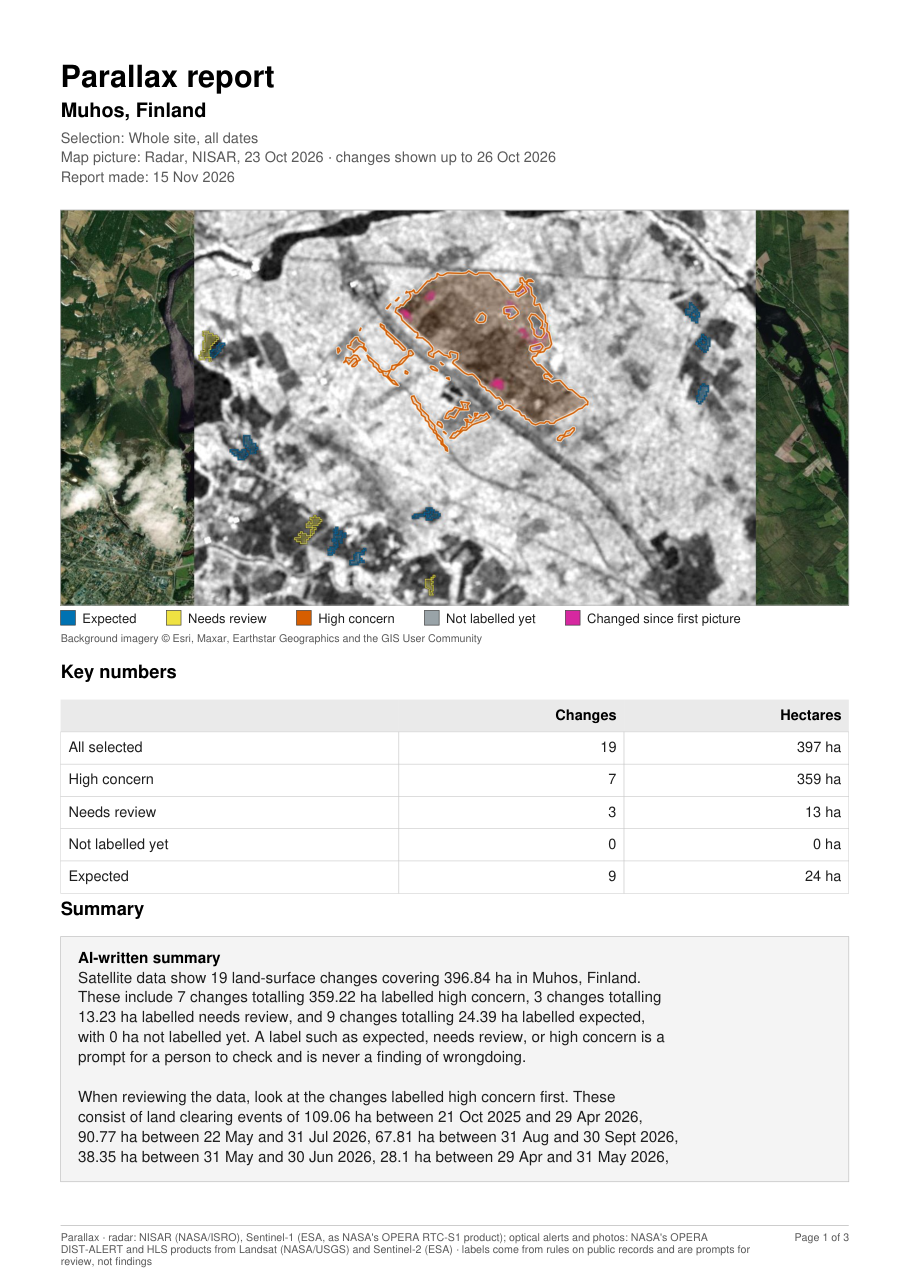 Parallax report
Muhos, Finland
Selection: Whole site, all dates
Map picture: Radar, NISAR, 23 Oct 2026 · changes shown up to 26 Oct 2026
Report made: 15 Nov 2026
Expected Needs review High concern Not labelled yet Changed since first picture
Background imagery © Esri, Maxar, Earthstar Geographics and the GIS User Community
Key numbers
Changes Hectares
All selected 19 397 ha
High concern 7 359 ha
Needs review 3 13 ha
Not labelled yet 0 0 ha
Expected 9 24 ha
Summary
AI-written summary
Satellite data show 19 land-surface changes covering 396.84 ha in Muhos, Finland.
These include 7 changes totalling 359.22 ha labelled high concern, 3 changes totalling
13.23 ha labelled needs review, and 9 changes totalling 24.39 ha labelled expected,
with 0 ha not labelled yet. A label such as expected, needs review, or high concern is a
prompt for a person to check and is never a finding of wrongdoing.
When reviewing the data, look at the changes labelled high concern first. These
consist of land clearing events of 109.06 ha between 21 Oct 2025 and 29 Apr 2026,
90.77 ha between 22 May and 31 Jul 2026, 67.81 ha between 31 Aug and 30 Sept 2026,
38.35 ha between 31 May and 30 Jun 2026, 28.1 ha between 29 Apr and 31 May 2026,
Parallax · radar: NISAR (NASA/ISRO), Sentinel-1 (ESA, as NASA's OPERA RTC-S1 product); optical alerts and photos: NASA's OPERA
DIST-ALERT and HLS products from Landsat (NASA/USGS) and Sentinel-2 (ESA) · labels come from rules on public records and are prompts for
review, not findings
Page 1 of 3